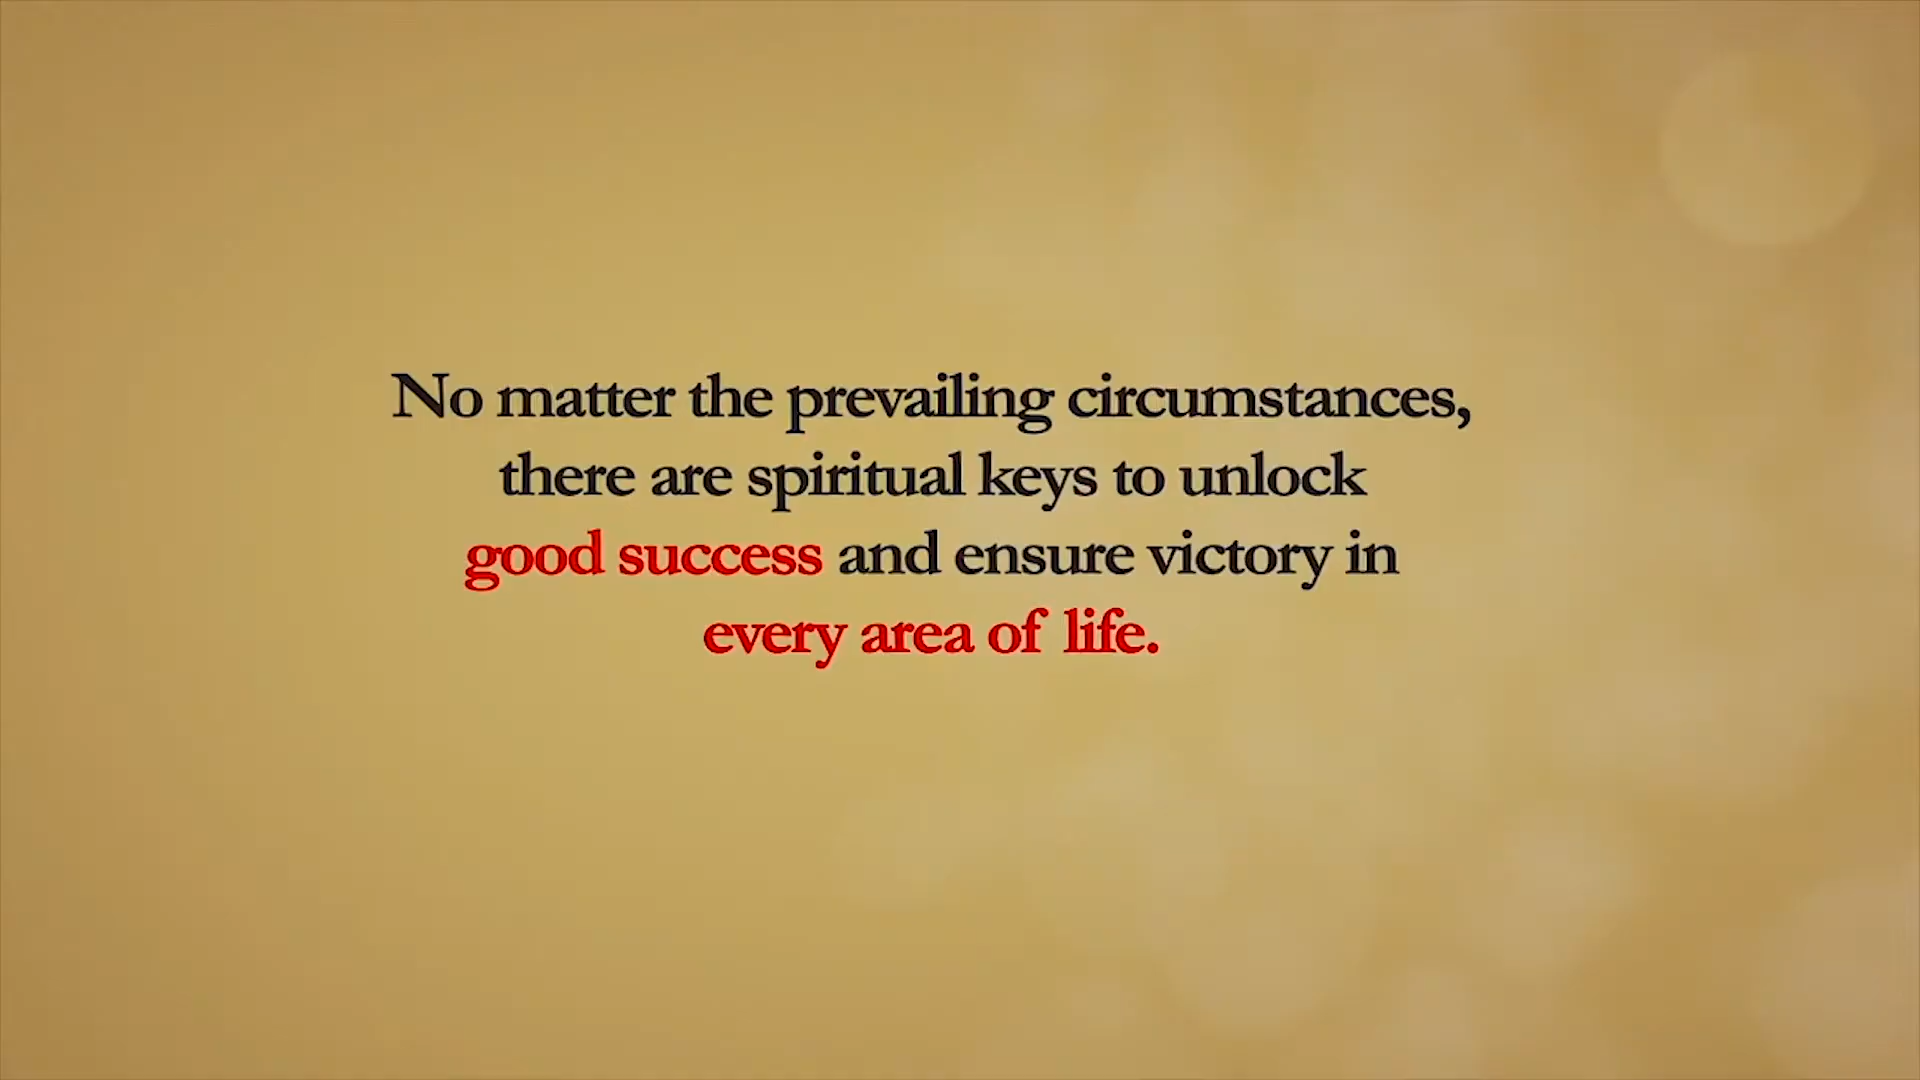 No matter the prevailing circumstances,
there are spiritual keys to unlock
good success and ensure victory in
every area of life.